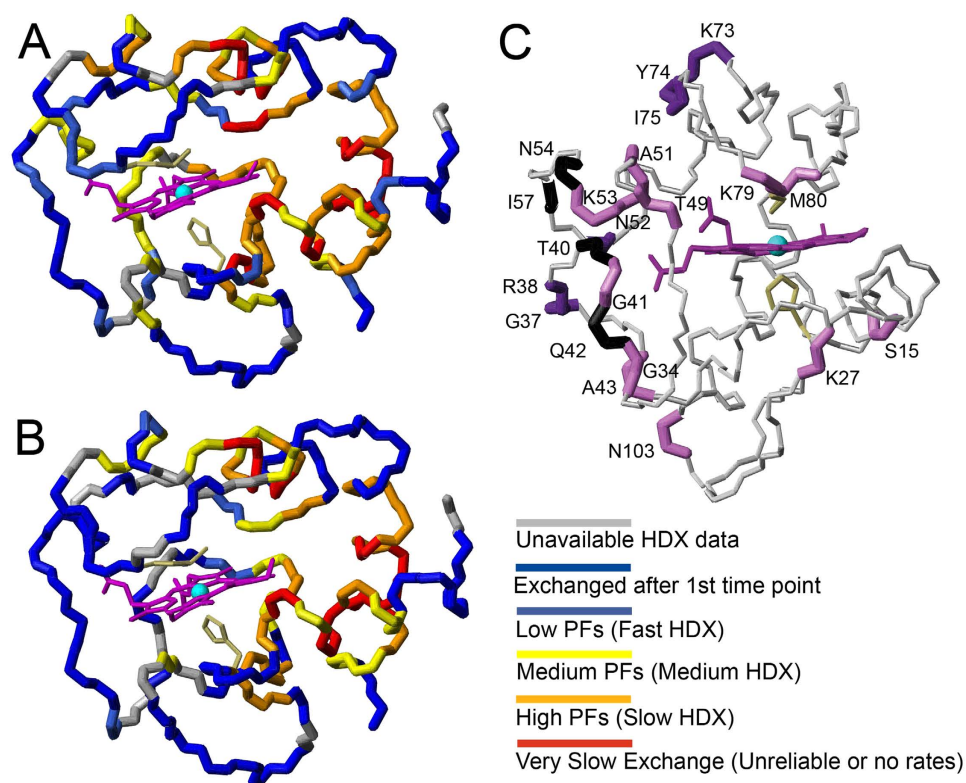 A
B
C
K73
Y74
I75
N54
A51
I57
K53
T49
K79
M80
N52
T40
R38
G41
G37
Q42
G34
S15
A43
K27
N103
Unavailable HDX data
Exchanged after 1st time point
Low PFs (Fast HDX)
Medium PFs (Medium HDX)
High PFs (Slow HDX)
Very Slow Exchange (Unreliable or no rates)